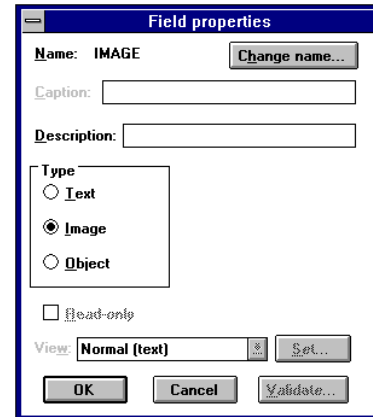 Field properties
Name: IMAGE Change name...
Caption:
Description:
Type
Text
Image
Object
Read-only
View: Normal (text) Set...
OK Cancel Validate...